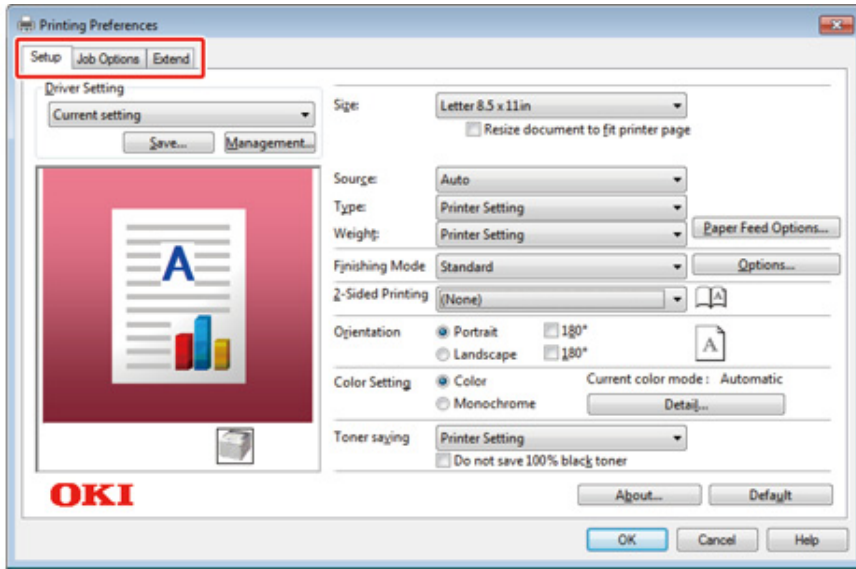 Printing Preferences
Setup Job Options Extend
Driver Setting
Current setting
Save... Management...
A
OKI
Size: Letter 8.5 x 11in
Resize document to fit printer page
Source: Auto
Type: Printer Setting
Weight: Printer Setting Paper Feed Options...
Finishing Mode Standard Options...
2-Sided Printing (None) A
Orientation Portrait 180°
Landscape 180° A
Color Setting Color Current color mode : Automatic
Monochrome Detail...
Toner saving Printer Setting
Do not save 100% black toner
About... Default
OK Cancel Help